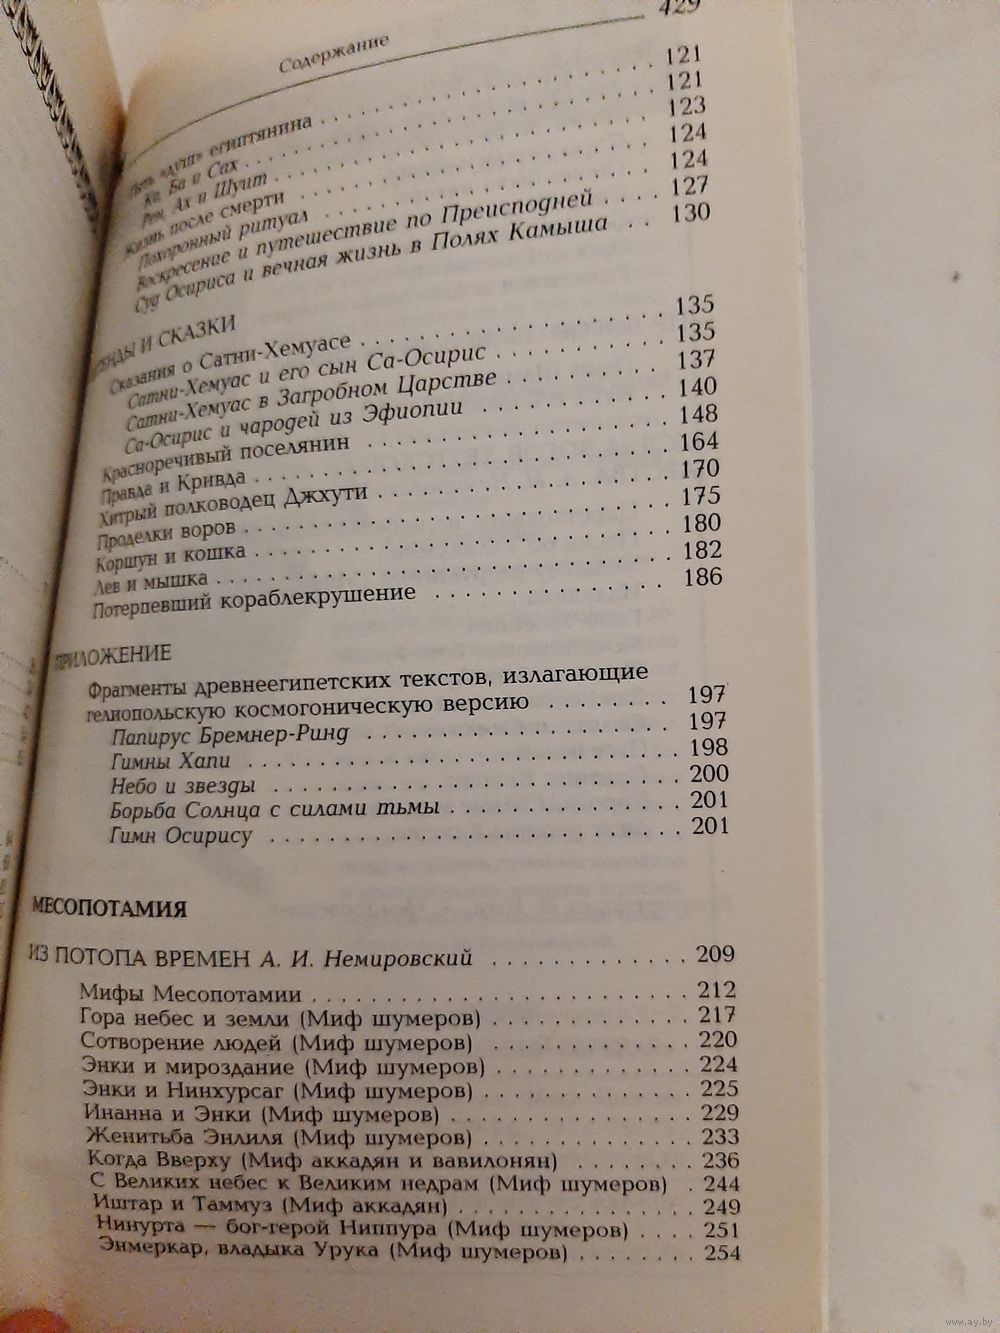 429
Содержание
Пять «душ» египтянина . . . . . . . . . . . . . . . . . 121
Ка, Ба и Сах . . . . . . . . . . . . . . . . . . . . 121
Рен, Ах и Шуит . . . . . . . . . . . . . . . . . . 123
Жизнь после смерти . . . . . . . . . . . . . . . . . 124
Похоронный ритуал . . . . . . . . . . . . . . . . . 124
Воскресение и путешествие по Преисподней . . . . 127
Суд Осириса и вечная жизнь в Полях Камыша . . 130
ЛЕГЕНДЫ И СКАЗКИ
Сказания о Сатни-Хемуасе . . . . . . . . . . . . . . 135
Сатни-Хемуас и его сын Са-Осирис . . . . . . . . . 135
Сатни-Хемуас в Загробном Царстве . . . . . . . . 137
Са-Осирис и чародей из Эфиопии . . . . . . . . . 140
Красноречивый поселянин . . . . . . . . . . . . . . 148
Правда и Кривда . . . . . . . . . . . . . . . . . . . 164
Хитрый полководец Джхути . . . . . . . . . . . . . 170
Проделки воров . . . . . . . . . . . . . . . . . . . 175
Коршун и кошка . . . . . . . . . . . . . . . . . . . 180
Лев и мышка . . . . . . . . . . . . . . . . . . . . . 182
Потерпевший кораблекрушение . . . . . . . . . . . 186
ПРИЛОЖЕНИЕ
Фрагменты древнеегипетских текстов, излагающие
гелиопольскую космогоническую версию . . . . . . . 197
Папирус Бремнер-Ринд . . . . . . . . . . . . . . . 197
Гимны Хапи . . . . . . . . . . . . . . . . . . . . 198
Небо и звезды . . . . . . . . . . . . . . . . . . . 200
Борьба Солнца с силами тьмы . . . . . . . . . . . 201
Гимн Осирису . . . . . . . . . . . . . . . . . . . 201
МЕСОПОТАМИЯ
ИЗ ПОТОПА ВРЕМЕН А. И. Немировский . . . . . . . . . . . 209
Мифы Месопотамии . . . . . . . . . . . . . . . . . . . 212
Гора небес и земли (Миф шумеров) . . . . . . . . . . . 217
Сотворение людей (Миф шумеров) . . . . . . . . . . . 220
Энки и мироздание (Миф шумеров) . . . . . . . . . . . 224
Энки и Нинхурсаг (Миф шумеров) . . . . . . . . . . . 225
Инанна и Энки (Миф шумеров) . . . . . . . . . . . . . 229
Женитьба Энлиля (Миф шумеров) . . . . . . . . . . . 233
Когда Вверху (Миф аккадян и вавилонян) . . . . . . . . 236
С Великих небес к Великим недрам (Миф шумеров) . 244
Иштар и Таммуз (Миф аккадян) . . . . . . . . . . . . 249
Нинурта — бог-герой Ниппура (Миф шумеров) . . . . 251
Энмеркар, владыка Урука (Миф шумеров) . . . . . . . . 254
www.ay.by